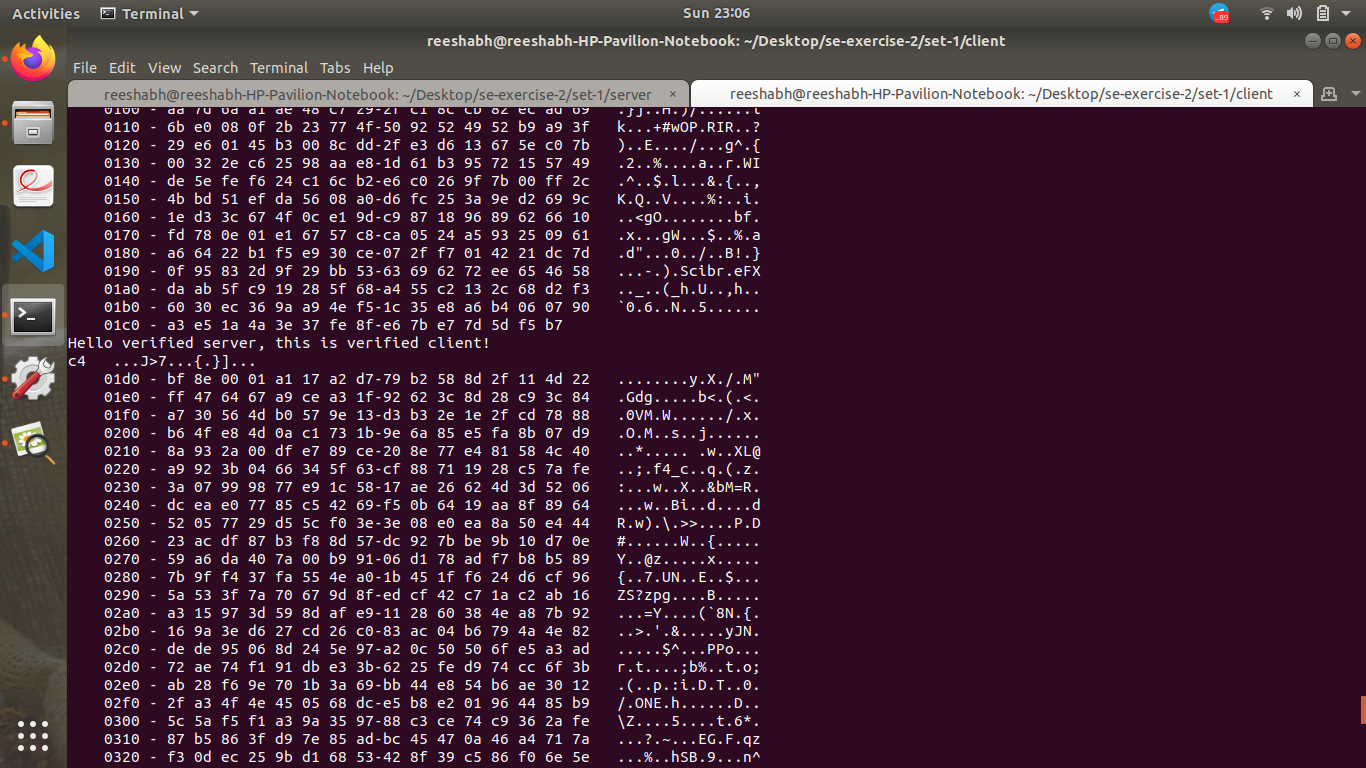 Activities Terminal Sun 23:06 89
reeshabh@reeshabh-HP-Pavilion-Notebook: ~/Desktop/se-exercise-2/set-1/client
File Edit View Search Terminal Tabs Help
reeshabh@reeshabh-HP-Pavilion-Notebook: ~/Desktop/se-exercise-2/set-1/server × reeshabh@reeshabh-HP-Pavilion-Notebook: ~/Desktop/se-exercise-2/set-1/client ×
0100 - aa 7d 6a a1 ae 48 c7 29-2f c1 8c cb 82 ec ad 69 .}j..H.)/......i
0110 - 6b e0 08 0f 2b 23 77 4f-50 92 52 49 52 b9 a9 3f k...+#wOP.RIR..?
0120 - 29 e6 01 45 b3 00 8c dd-2f e3 d6 13 67 5e c0 7b )..E..../...g^.{
0130 - 00 32 2e c6 25 98 aa e8-1d 61 b3 95 72 15 57 49 .2..%....a..r.WI
0140 - de 5e fe f6 24 c1 6c b2-e6 c0 26 9f 7b 00 ff 2c .^..$.l...&.{..,
0150 - 4b bd 51 ef da 56 08 a0-d6 fc 25 3a 9e d2 69 9c K.Q..V....%:..i.
0160 - 1e d3 3c 67 4f 0c e1 9d-c9 87 18 96 89 62 66 10 ..<gO........bf.
0170 - fd 78 0e 01 e1 67 57 c8-ca 05 24 a5 93 25 09 61 .x...gW...$..%.a
0180 - a6 64 22 b1 f5 e9 30 ce-07 2f f7 01 42 21 dc 7d .d"...0../..B!.}
0190 - 0f 95 83 2d 9f 29 bb 53-63 69 62 72 ee 65 46 58 ...-.).Scibr.eFX
01a0 - da ab 5f c9 19 28 5f 68-a4 55 c2 13 2c 68 d2 f3 .._..(_h.U..,h..
01b0 - 60 30 ec 36 9a a9 4e f5-1c 35 e8 a6 b4 06 07 90 `0.6..N..5......
01c0 - a3 e5 1a 4a 3e 37 fe 8f-e6 7b e7 7d 5d f5 b7
Hello verified server, this is verified client!
c4 ...J>7...{.}]...
01d0 - bf 8e 00 01 a1 17 a2 d7-79 b2 58 8d 2f 11 4d 22 ........y.X./.M"
01e0 - ff 47 64 67 a9 ce a3 1f-92 62 3c 8d 28 c9 3c 84 .Gdg.....b<.(.<.
01f0 - a7 30 56 4d b0 57 9e 13-d3 b3 2e 1e 2f cd 78 88 .0VM.W....../.x.
0200 - b6 4f e8 4d 0a c1 73 1b-9e 6a 85 e5 fa 8b 07 d9 .O.M..s..j......
0210 - 8a 93 2a 00 df e7 89 ce-20 8e 77 e4 81 58 4c 40 ..*..... .w..XL@
0220 - a9 92 3b 04 66 34 5f 63-cf 88 71 19 28 c5 7a fe ..;.f4_c..q.(.z.
0230 - 3a 07 99 98 77 e9 1c 58-17 ae 26 62 4d 3d 52 06 :...w..X..&bM=R.
0240 - dc ea e0 77 85 c5 42 69-f5 0b 64 19 aa 8f 89 64 ...w..Bi..d....d
0250 - 52 05 77 29 d5 5c f0 3e-3e 08 e0 ea 8a 50 e4 44 R.w).\.>>....P.D
0260 - 23 ac df 87 b3 f8 8d 57-dc 92 7b be 9b 10 d7 0e #......W..{.....
0270 - 59 a6 da 40 7a 00 b9 91-06 d1 78 ad f7 b8 b5 89 Y..@z.....x.....
0280 - 7b 9f f4 37 fa 55 4e a0-1b 45 1f f6 24 d6 cf 96 {..7.UN..E..$...
0290 - 5a 53 3f 7a 70 67 9d 8f-ed cf 42 c7 1a c2 ab 16 ZS?zpg....B.....
02a0 - a3 15 97 3d 59 8d af e9-11 28 60 38 4e a8 7b 92 ...=Y....(`8N.{.
02b0 - 16 9a 3e d6 27 cd 26 c0-83 ac 04 b6 79 4a 4e 82 ..>.'.&.....yJN.
02c0 - de de 95 06 8d 24 5e 97-a2 0c 50 50 6f e5 a3 ad .....$^...PPo...
02d0 - 72 ae 74 f1 91 db e3 3b-62 25 fe d9 74 cc 6f 3b r.t....;b%..t.o;
02e0 - ab 28 f6 9e 70 1b 3a 69-bb 44 e8 54 b6 ae 30 12 .(..p.:i.D.T..0.
02f0 - 2f a3 4f 4e 45 05 68 dc-e5 b8 e2 01 96 44 85 b9 /.ONE.h......D..
0300 - 5c 5a f5 f1 a3 9a 35 97-88 c3 ce 74 c9 36 2a fe \Z....5....t.6*.
0310 - 87 b5 86 3f d9 7e 85 ad-bc 45 47 0a 46 a4 71 7a ...?.~...EG.F.qz
0320 - f3 0d ec 25 9b d1 68 53-42 8f 39 c5 86 f0 6e 5e ...%..hSB.9...n^